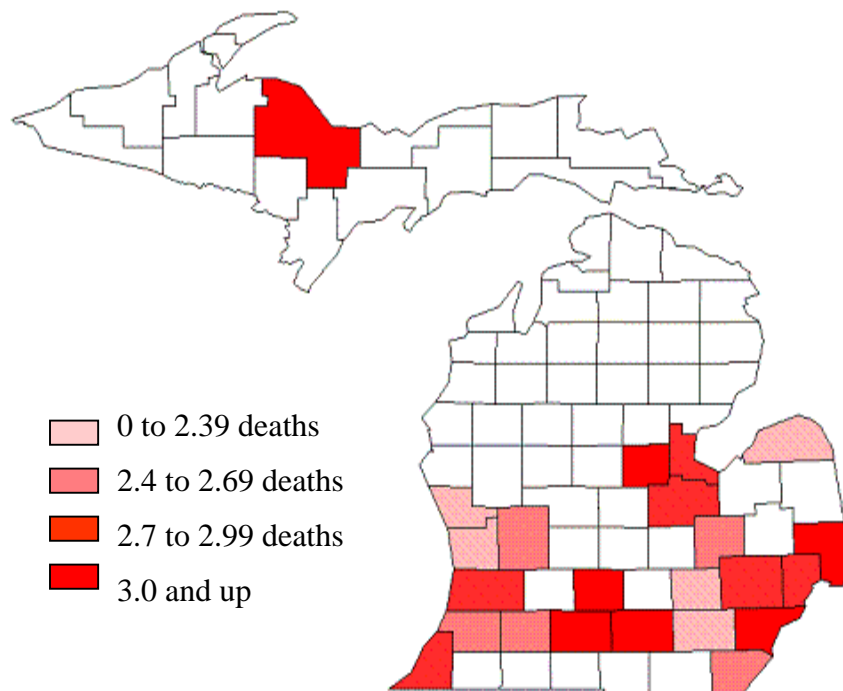 0 to 2.39 deaths
2.4 to 2.69 deaths
2.7 to 2.99 deaths
3.0 and up